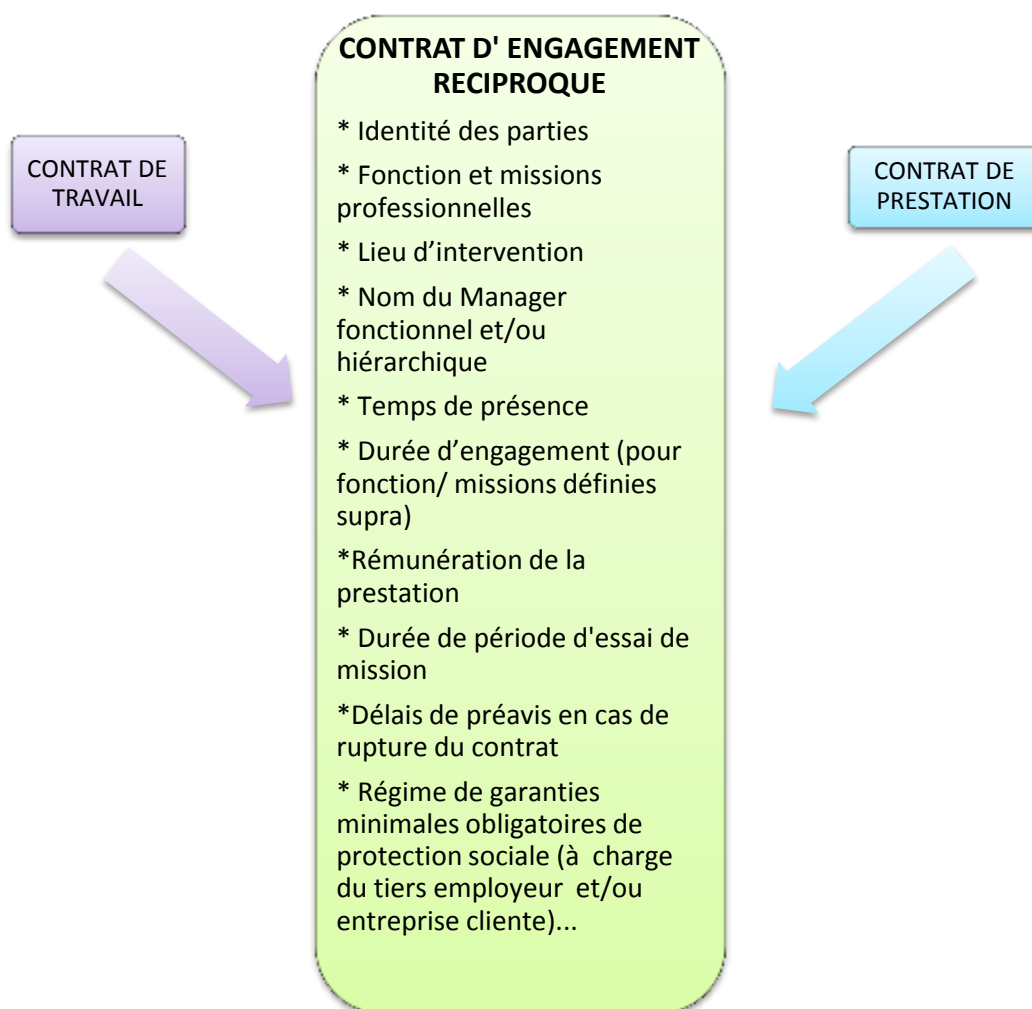 CONTRAT D' ENGAGEMENT
RECIPROQUE
* Identité des parties
* Fonction et missions
professionnelles
* Lieu d’intervention
* Nom du Manager
fonctionnel et/ou
hiérarchique
* Temps de présence
* Durée d’engagement (pour
fonction/ missions définies
supra)
*Rémunération de la
prestation
* Durée de période d'essai de
mission
*Délais de préavis en cas de
rupture du contrat
* Régime de garanties
minimales obligatoires de
protection sociale (à  charge
du tiers employeur  et/ou
entreprise cliente)...
CONTRAT DE
TRAVAIL
CONTRAT DE
PRESTATION